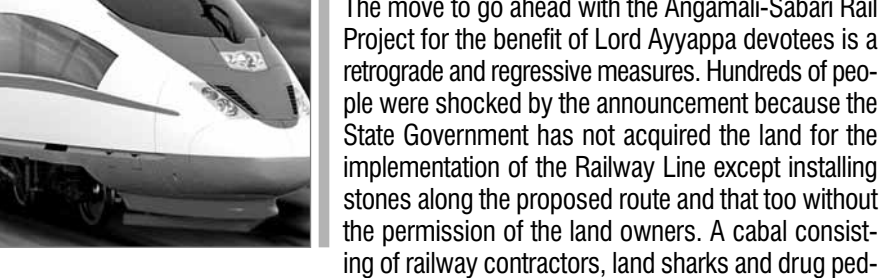 The move to go ahead with the Angamali-Sabari Rail
Project for the benefit of Lord Ayyappa devotees is a
retrograde and regressive measures. Hundreds of peo-
ple were shocked by the announcement because the
State Government has not acquired the land for the
implementation of the Railway Line except installing
stones along the proposed route and that too without
the permission of the land owners. A cabal consist-
ing of railway contractors, land sharks and drug ped-